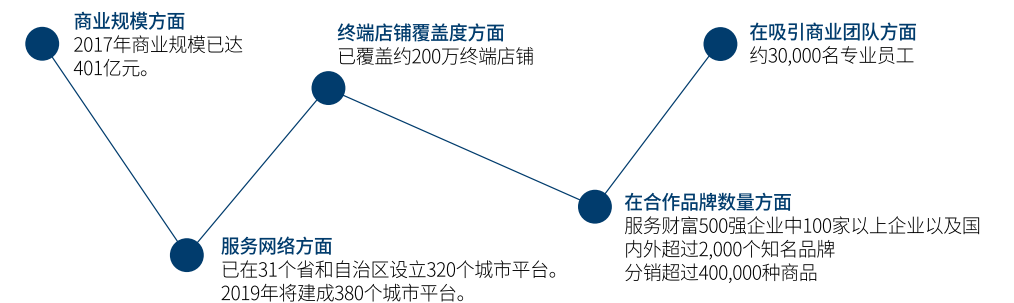 商业规模方面
2017年商业规模已达
401亿元。
服务网络方面
已在31个省和自治区设立320个城市平台。
2019年将建成380个城市平台。
终端店铺覆盖度方面
已覆盖约200万终端店铺
在合作品牌数量方面
服务财富500强企业中100家以上企业以及国
内外超过2,000个知名品牌
分销超过400,000种商品
在吸引商业团队方面
约30,000名专业员工